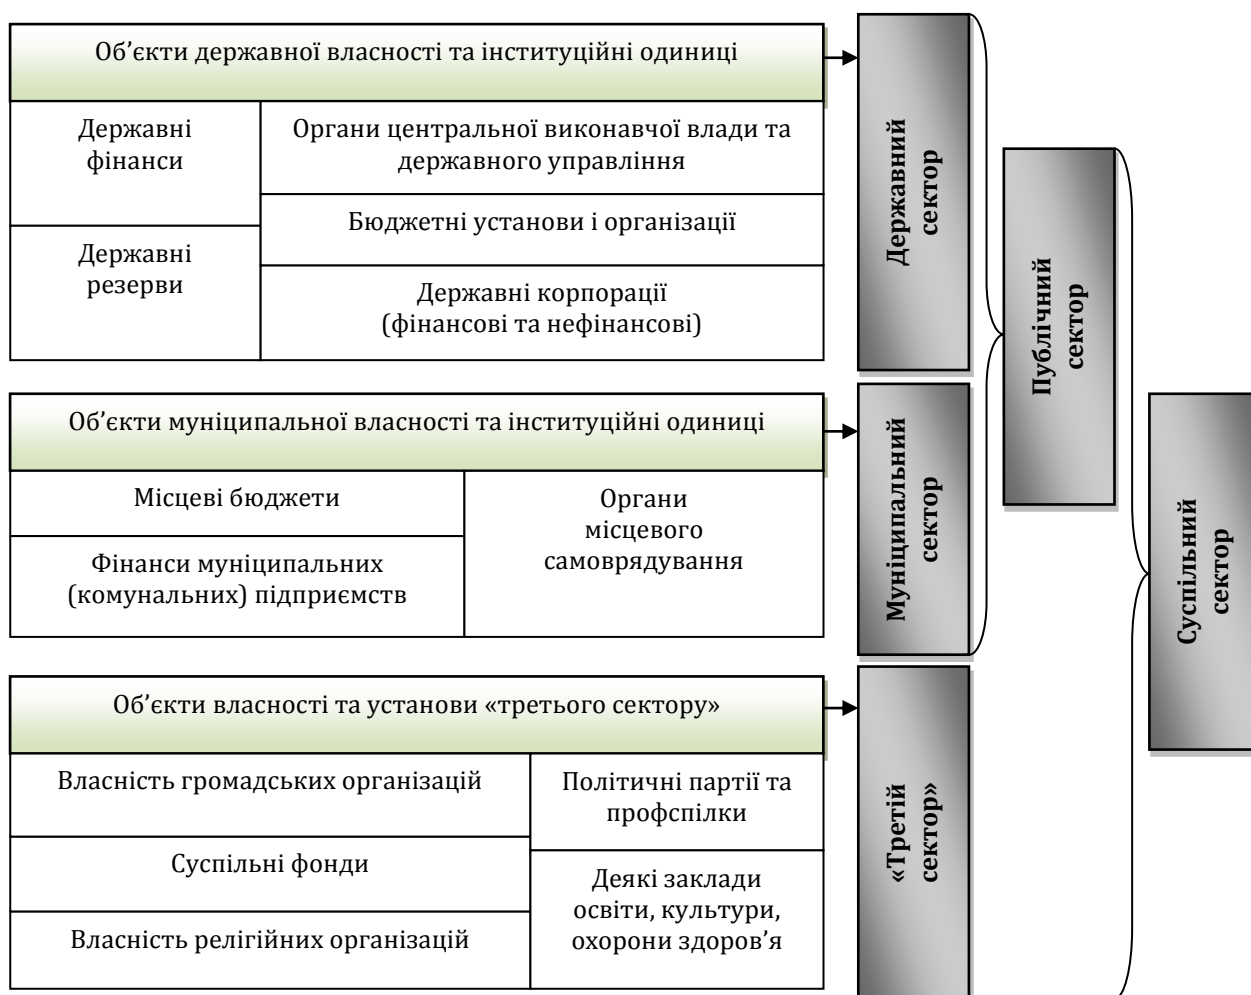 Об’єкти державної власності та інституційні одиниці
Державні
фінанси
Державні
резерви
Органи центральної виконавчої влади та
державного управління
Бюджетні установи і організації
Державні корпорації
(фінансові та нефінансові)
Державний
сектор
Об’єкти муніципальної власності та інституційні одиниці
Місцеві бюджети
Фінанси муніципальних
(комунальних) підприємств
Органи
місцевого
самоврядування
Муніципальний
сектор
Об’єкти власності та установи «третього сектору»
Власність громадських організацій
Суспільні фонди
Власність релігійних організацій
Політичні партії та
профспілки
Деякі заклади
освіти, культури,
охорони здоров’я
«Третій
сектор»
Публічний
сектор
Суспільний
сектор